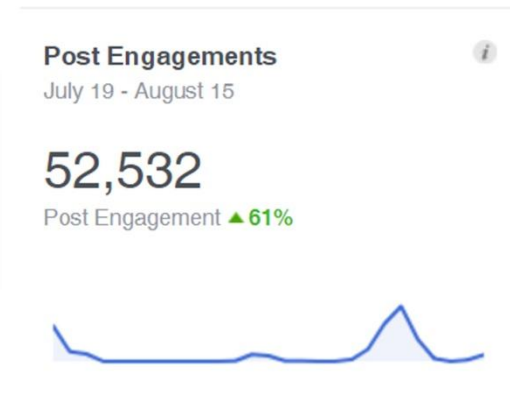 Post Engagements
i
July 19 - August 15
52,532
Post Engagement ▲ 61%